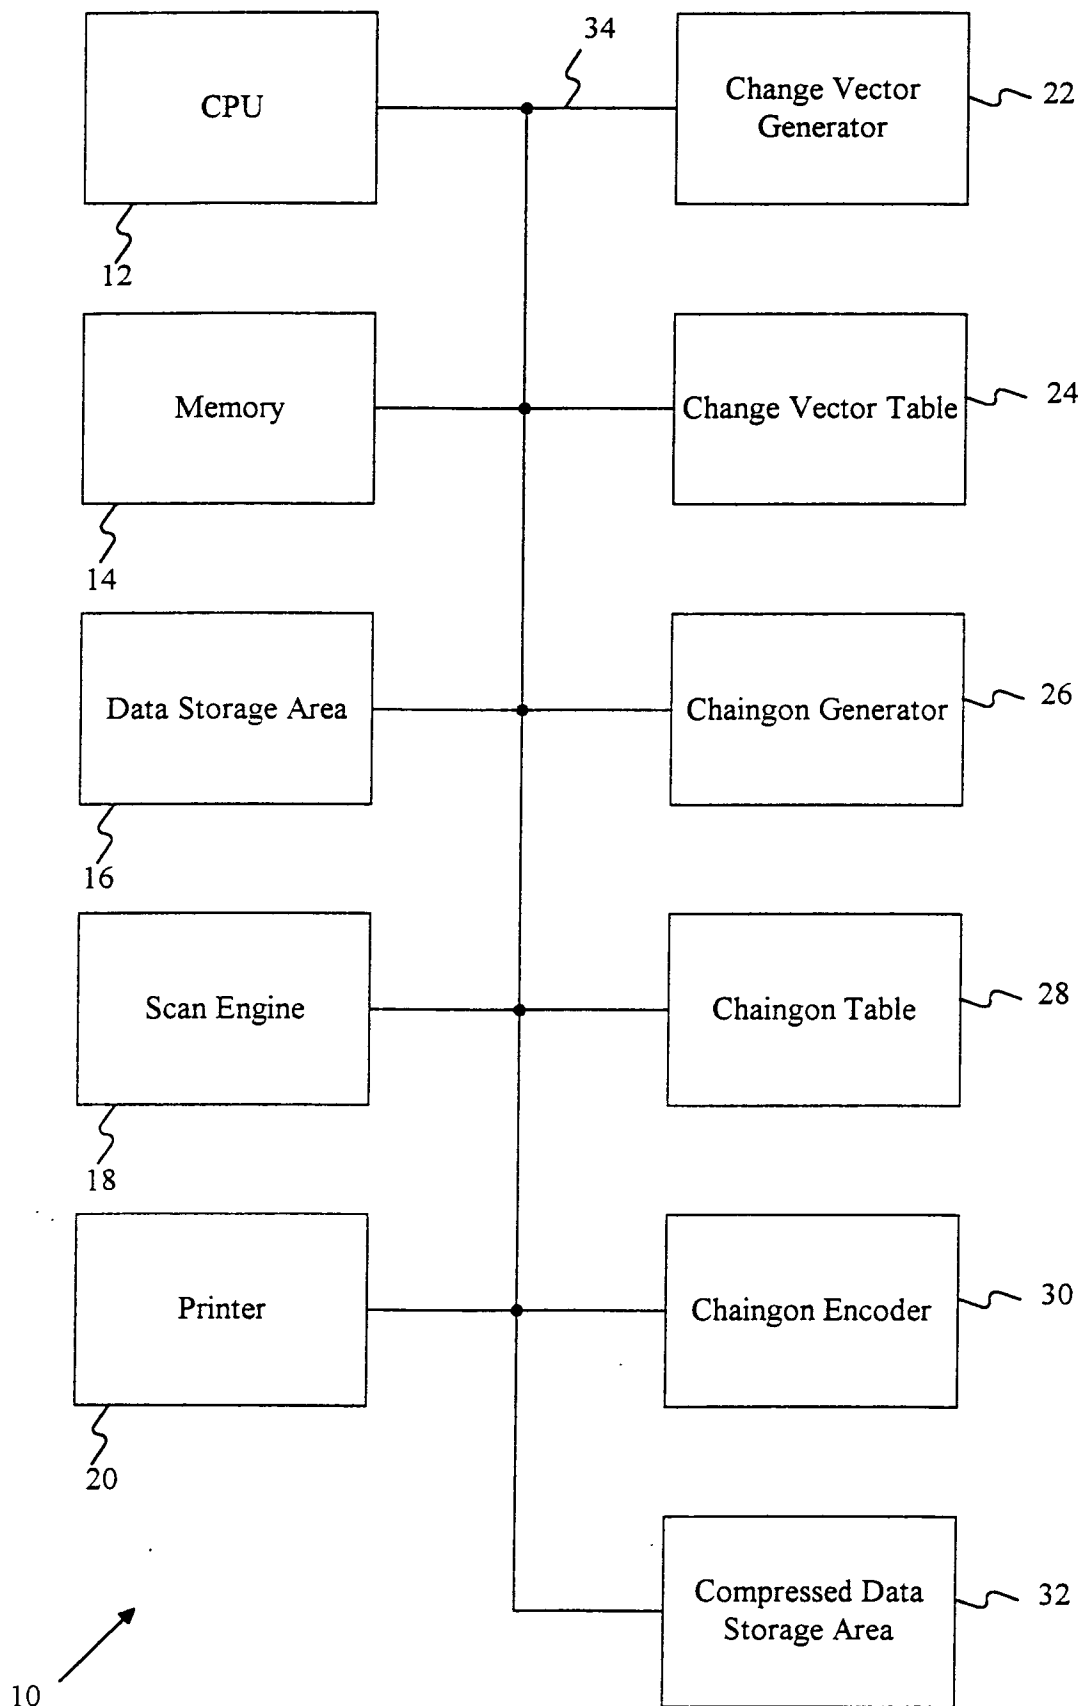 34
CPU
Change Vector
Generator
22
12
Memory
Change Vector Table
24
14
Data Storage Area
Chaingon Generator
26
16
Scan Engine
Chaingon Table
28
18
Printer
Chaingon Encoder
30
20
Compressed Data
Storage Area
32
10